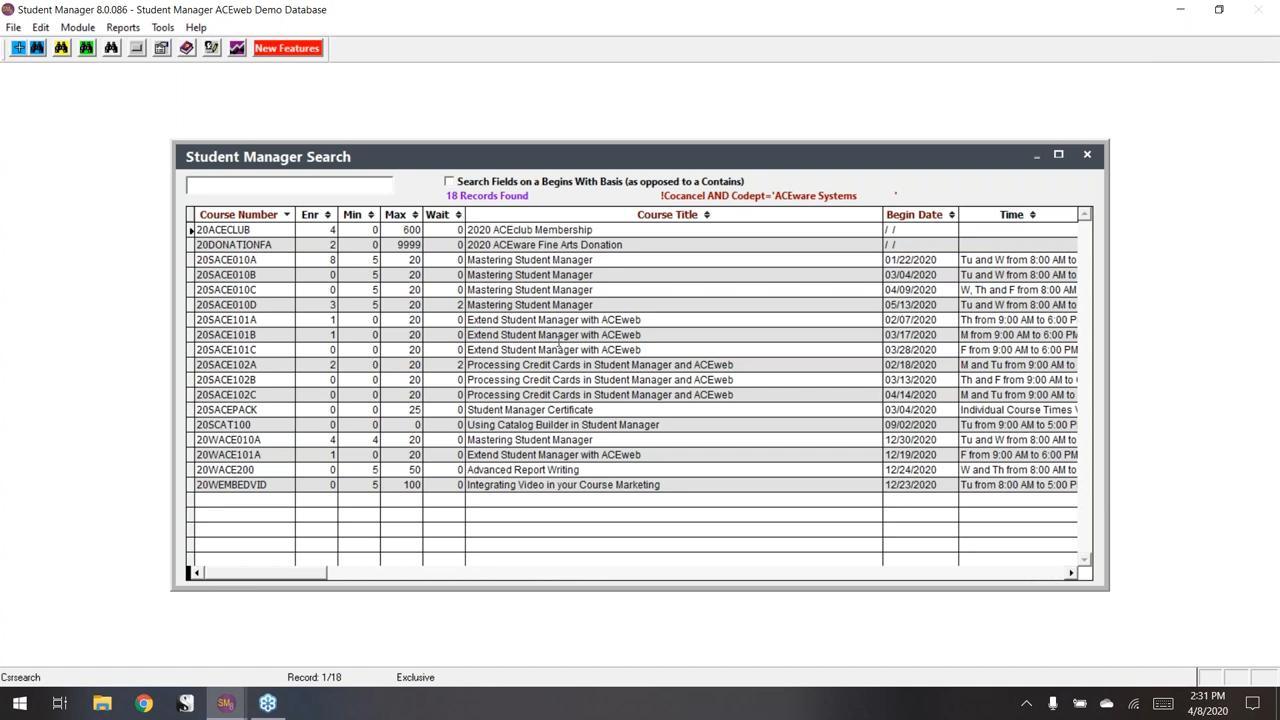 Student Manager 8.0.086 - Student Manager ACEweb Demo Database
File Edit Module Reports Tools Help
New Features
Student Manager Search
Search Fields on a Begins With Basis (as opposed to a Contains)
18 Records Found !Cocancel AND Codept='ACEware Systems '
Course Number Enr Min Max Wait Course Title Begin Date Time
20ACECLUB 4 0 600 0 2020 ACEclub Membership / /
20DONATIONFA 2 0 9999 0 2020 ACEware Fine Arts Donation / /
20SACE010A 8 5 20 0 Mastering Student Manager 01/22/2020 Tu and W from 8:00 AM to
20SACE010B 0 5 20 0 Mastering Student Manager 03/04/2020 Tu and W from 8:00 AM to
20SACE010C 0 5 20 0 Mastering Student Manager 04/09/2020 W, Th and F from 8:00 AM
20SACE010D 3 5 20 2 Mastering Student Manager 05/13/2020 Tu and W from 8:00 AM to
20SACE101A 1 0 20 0 Extend Student Manager with ACEweb 02/07/2020 Th from 9:00 AM to 6:00 P
20SACE101B 1 0 20 0 Extend Student Manager with ACEweb 03/17/2020 M from 9:00 AM to 6:00 PM
20SACE101C 0 0 20 0 Extend Student Manager with ACEweb 03/28/2020 F from 9:00 AM to 6:00 PM
20SACE102A 2 0 20 2 Processing Credit Cards in Student Manager and ACEweb 02/18/2020 M and Tu from 9:00 AM to
20SACE102B 0 0 20 0 Processing Credit Cards in Student Manager and ACEweb 03/13/2020 Th and F from 9:00 AM to
20SACE102C 0 0 20 0 Processing Credit Cards in Student Manager and ACEweb 04/14/2020 M and Tu from 9:00 AM to
20SACEPACK 0 0 25 0 Student Manager Certificate 03/04/2020 Individual Course Times
20SCAT100 0 0 0 0 Using Catalog Builder in Student Manager 09/02/2020 Tu from 9:00 AM to 5:00 P
20WACE010A 4 4 20 0 Mastering Student Manager 12/30/2020 Tu and W from 8:00 AM to
20WACE101A 1 0 20 0 Extend Student Manager with ACEweb 12/19/2020 F from 9:00 AM to 6:00 PM
20WACE200 0 5 50 0 Advanced Report Writing 12/24/2020 W and Th from 8:00 AM to
20WEMBEDVID 0 5 100 0 Integrating Video in your Course Marketing 12/23/2020 Tu from 8:00 AM to 5:00 P
Csrsearch Record: 1/18 Exclusive
SM8
2:31 PM
4/8/2020